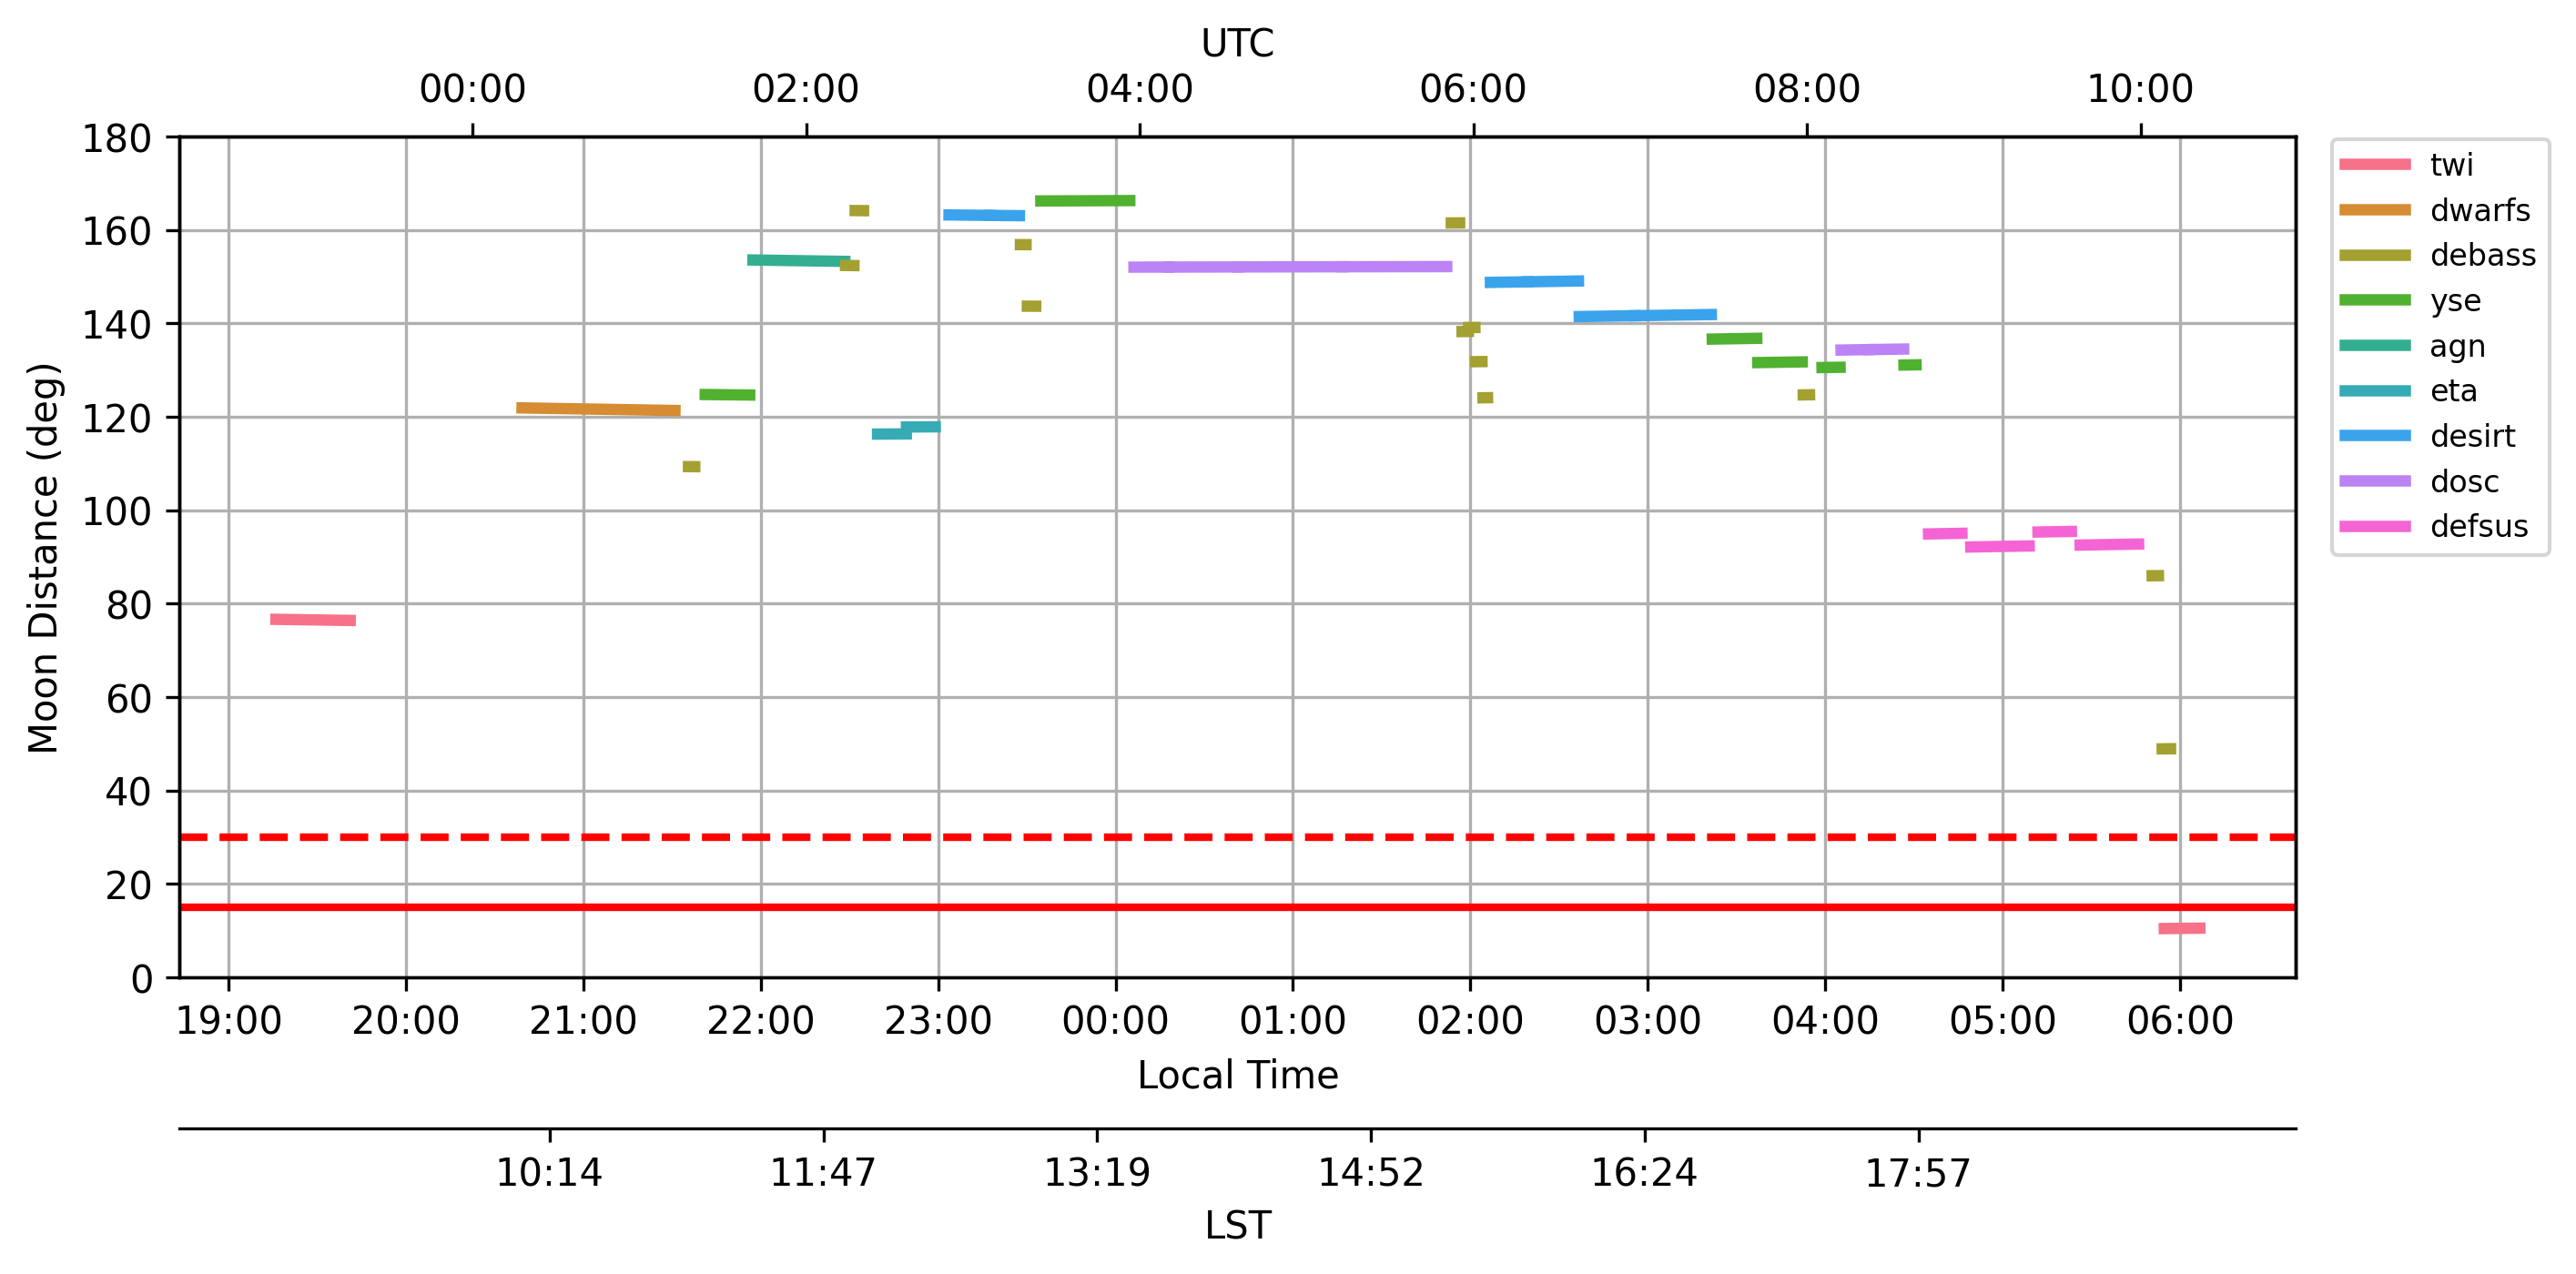 UTC
00:00 02:00 04:00 06:00 08:00 10:00
180
160
140
120
100
80
60
40
20
0
Moon Distance (deg)
twi
dwarfs
debass
yse
agn
eta
desirt
dosc
defsus
19:00 20:00 21:00 22:00 23:00 00:00 01:00 02:00 03:00 04:00 05:00 06:00
Local Time
10:14 11:47 13:19 14:52 16:24 17:57
LST